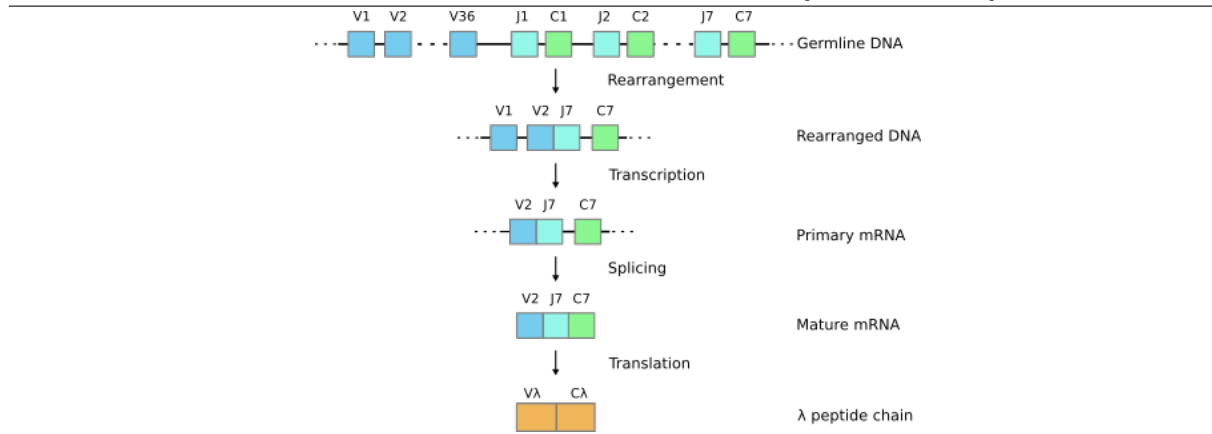 V1 V2 V36 J1 C1 J2 C2 J7 C7
Germline DNA
Rearrangement
V1 V2 J7 C7
Rearranged DNA
Transcription
V2 J7 C7
Primary mRNA
Splicing
V2 J7 C7
Mature mRNA
Translation
Vλ Cλ
λ peptide chain